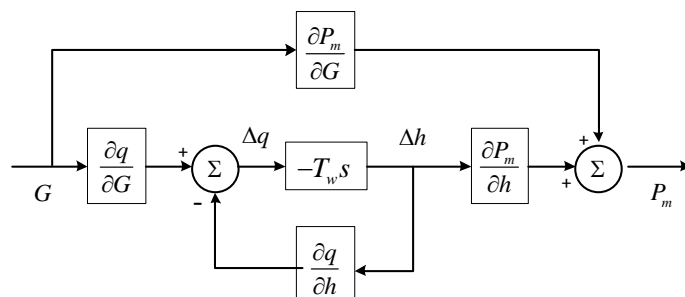 ∂P_m
∂G
∂q
∂G
+
Σ
Δq
-T_w s
Δh
∂P_m
∂h
+
+
Σ
G
-
P_m
∂q
∂h